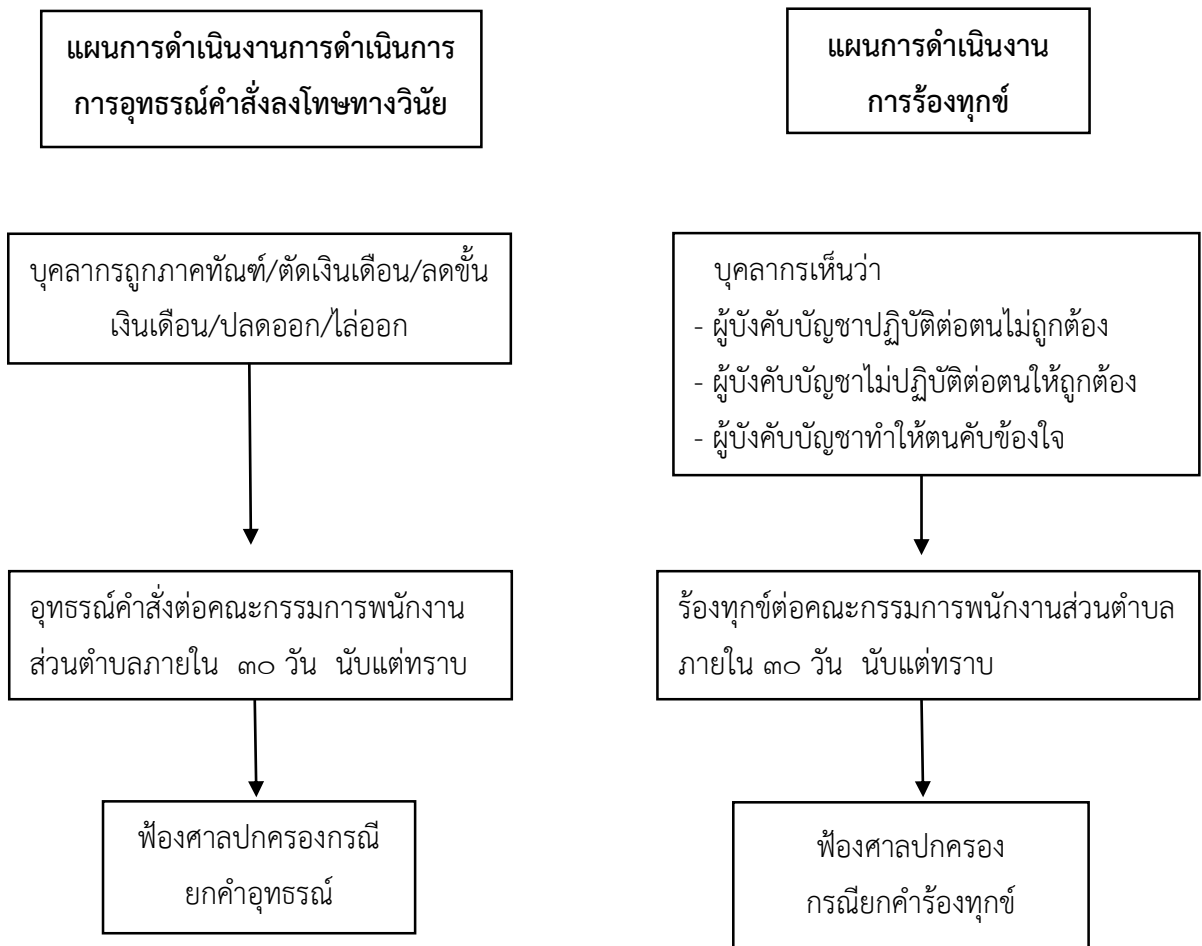 แผนการดำเนินงานการดำเนินการ
การอุทธรณ์คำสั่งลงโทษทางวินัย
บุคลากรถูกภาคทัณฑ์/ตัดเงินเดือน/ลดขั้น
เงินเดือน/ปลดออก/ไล่ออก
อุทธรณ์คำสั่งต่อคณะกรรมการพนักงาน
ส่วนตำบลภายใน ๓๐ วัน นับแต่ทราบ
ฟ้องศาลปกครองกรณี
ยกคำอุทธรณ์
แผนการดำเนินงาน
การร้องทุกข์
บุคลากรเห็นว่า
- ผู้บังคับบัญชาปฏิบัติต่อตนไม่ถูกต้อง
- ผู้บังคับบัญชาไม่ปฏิบัติต่อตนให้ถูกต้อง
- ผู้บังคับบัญชาทำให้ตนคับข้องใจ
ร้องทุกข์ต่อคณะกรรมการพนักงานส่วนตำบล
ภายใน ๓๐ วัน นับแต่ทราบ
ฟ้องศาลปกครอง
กรณียกคำร้องทุกข์